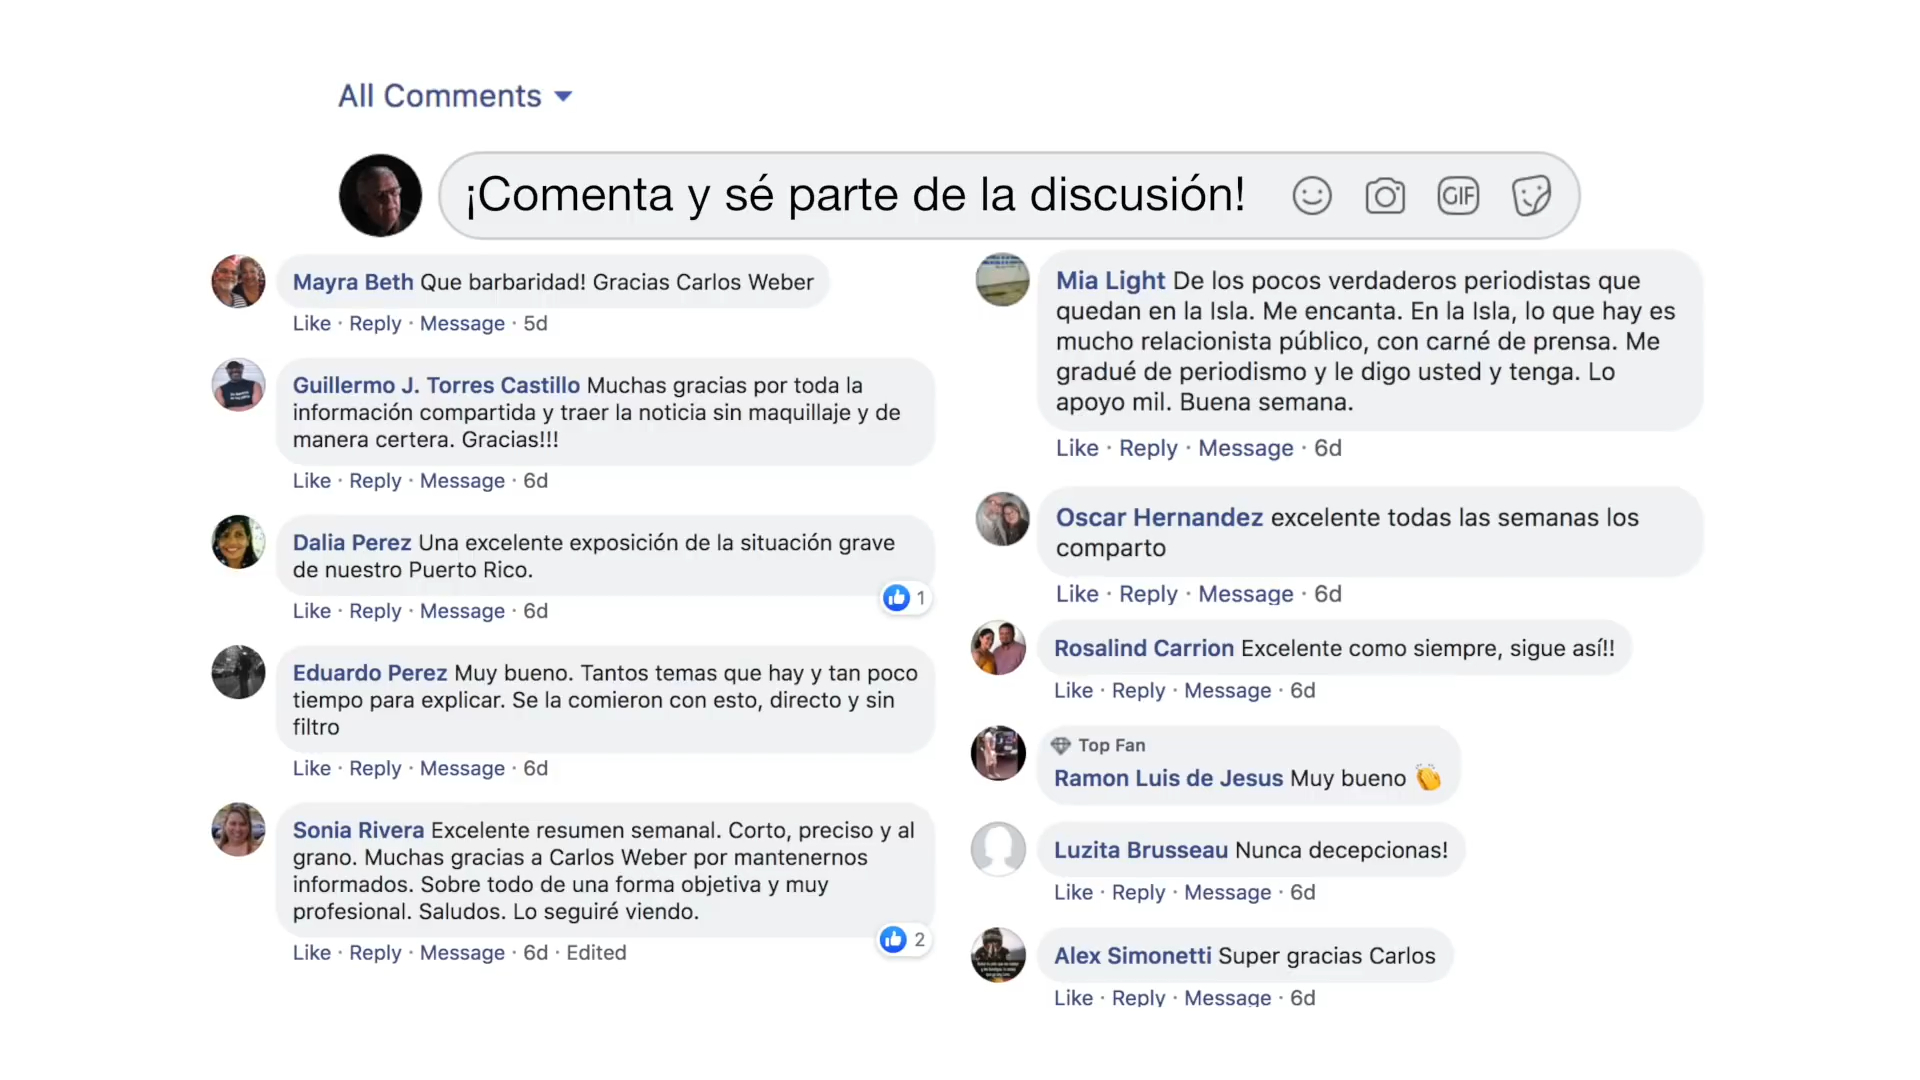 All Comments
¡Comenta y sé parte de la discusión!
GIF
Mayra Beth Que barbaridad! Gracias Carlos Weber
Like · Reply · Message · 5d
Guillermo J. Torres Castillo Muchas gracias por toda la
información compartida y traer la noticia sin maquillaje y de
manera certera. Gracias!!!
Like · Reply · Message · 6d
Dalia Perez Una excelente exposición de la situación grave
de nuestro Puerto Rico.
1
Like · Reply · Message · 6d
Eduardo Perez Muy bueno. Tantos temas que hay y tan poco
tiempo para explicar. Se la comieron con esto, directo y sin
filtro
Like · Reply · Message · 6d
Sonia Rivera Excelente resumen semanal. Corto, preciso y al
grano. Muchas gracias a Carlos Weber por mantenernos
informados. Sobre todo de una forma objetiva y muy
profesional. Saludos. Lo seguiré viendo.
2
Like · Reply · Message · 6d · Edited
Mia Light De los pocos verdaderos periodistas que
quedan en la Isla. Me encanta. En la Isla, lo que hay es
mucho relacionista público, con carné de prensa. Me
gradué de periodismo y le digo usted y tenga. Lo
apoyo mil. Buena semana.
Like · Reply · Message · 6d
Oscar Hernandez excelente todas las semanas los
comparto
Like · Reply · Message · 6d
Rosalind Carrion Excelente como siempre, sigue así!!
Like · Reply · Message · 6d
Top Fan
Ramon Luis de Jesus Muy bueno 👏
Luzita Brusseau Nunca decepcionas!
Like · Reply · Message · 6d
Alex Simonetti Super gracias Carlos
Like · Reply · Message · 6d